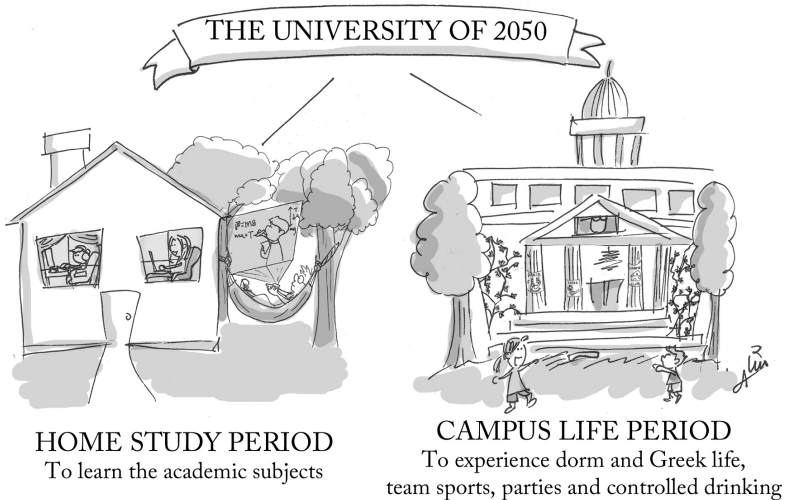 THE UNIVERSITY OF 2050
HOME STUDY PERIOD
To learn the academic subjects
CAMPUS LIFE PERIOD
To experience dorm and Greek life,
team sports, parties and controlled drinking